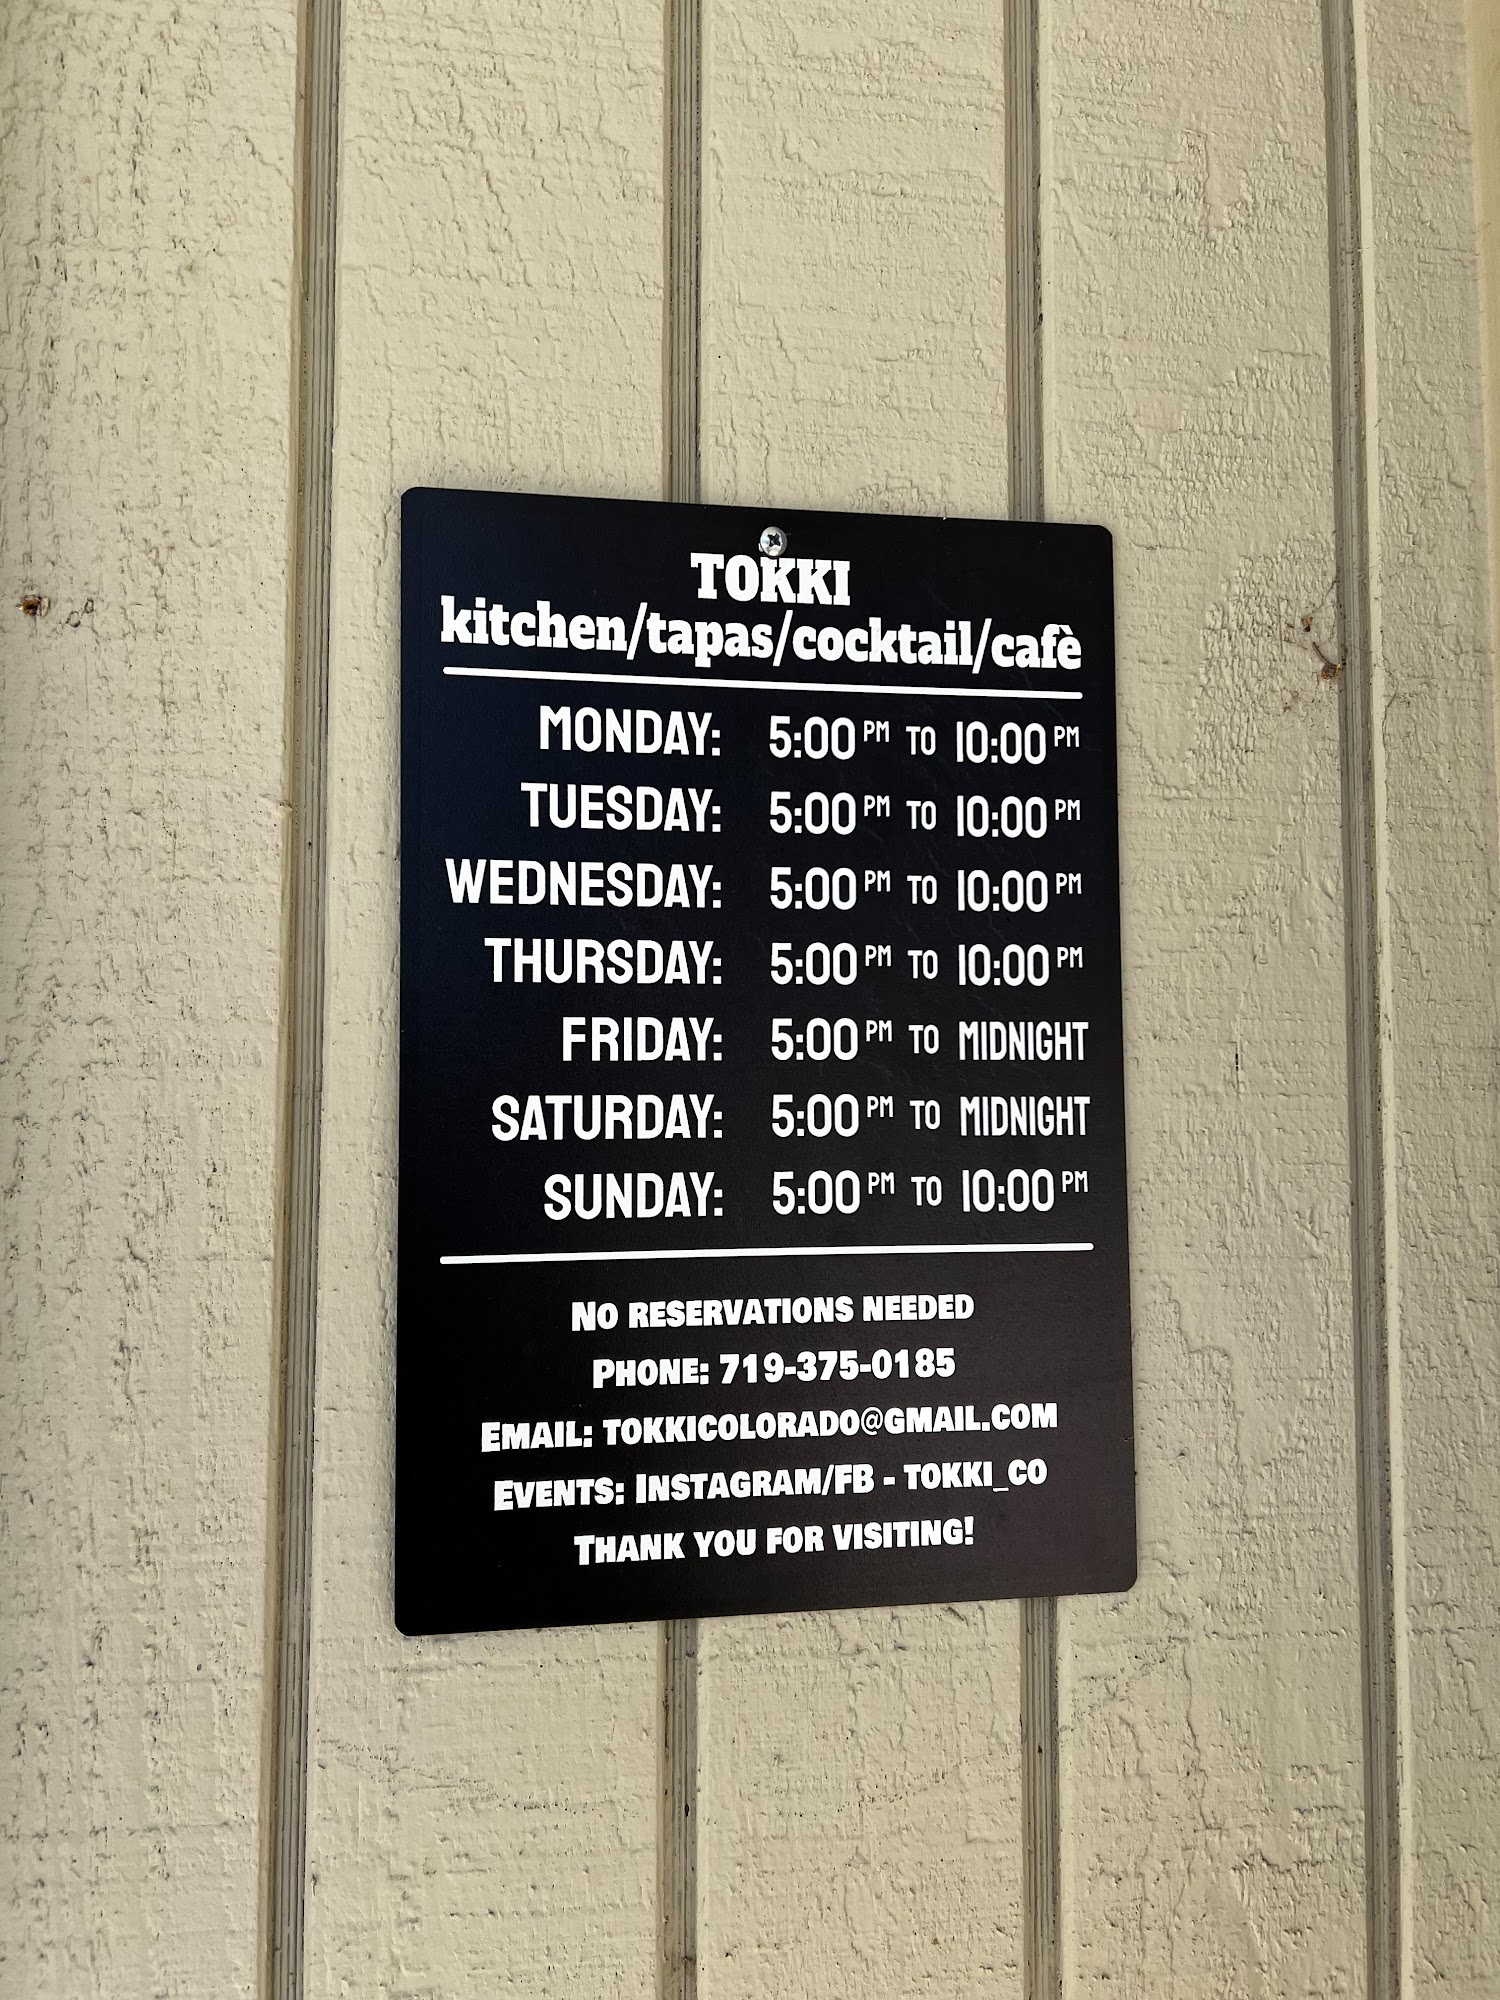 TOKKI
kitchen/tapas/cocktail/cafè
MONDAY: 5:00 PM TO 10:00 PM
TUESDAY: 5:00 PM TO 10:00 PM
WEDNESDAY: 5:00 PM TO 10:00 PM
THURSDAY: 5:00 PM TO 10:00 PM
FRIDAY: 5:00 PM TO MIDNIGHT
SATURDAY: 5:00 PM TO MIDNIGHT
SUNDAY: 5:00 PM TO 10:00 PM
NO RESERVATIONS NEEDED
PHONE: 719-375-0185
EMAIL: TOKKICOLORADO@GMAIL.COM
EVENTS: INSTAGRAM/FB - TOKKI_CO
THANK YOU FOR VISITING!